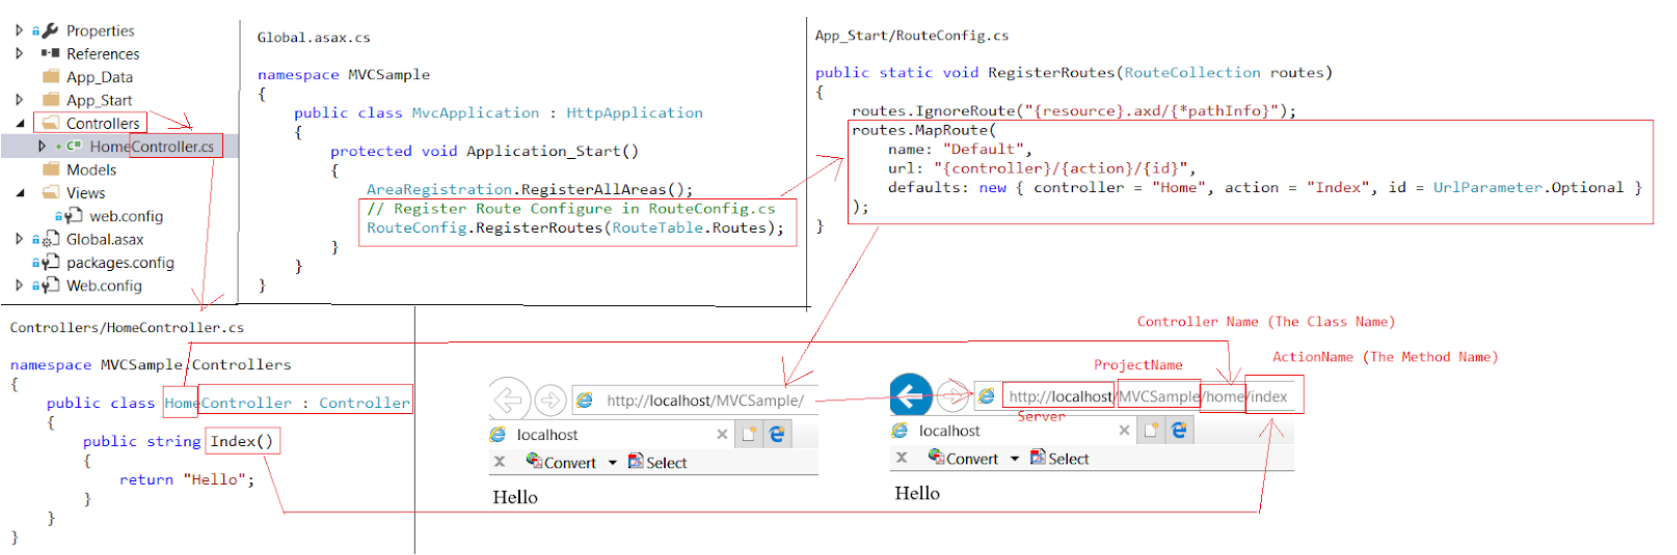 Properties
References
App_Data
App_Start
Controllers
HomeController.cs
Models
Views
web.config
Global.asax
packages.config
Web.config
Global.asax.cs
namespace MVCSample
{
public class MvcApplication : HttpApplication
{
protected void Application_Start()
{
AreaRegistration.RegisterAllAreas();
// Register Route Configure in RouteConfig.cs
RouteConfig.RegisterRoutes(RouteTable.Routes);
}
}
}
App_Start/RouteConfig.cs
public static void RegisterRoutes(RouteCollection routes)
{
routes.IgnoreRoute("{resource}.axd/{*pathInfo}");
routes.MapRoute(
name: "Default",
url: "{controller}/{action}/{id}",
defaults: new { controller = "Home", action = "Index", id = UrlParameter.Optional }
);
}
Controllers/HomeController.cs
namespace MVCSample.Controllers
{
public class HomeController : Controller
{
public string Index()
{
return "Hello";
}
}
}
http://localhost/MVCSample/
localhost
x Convert Select
Hello
Controller Name (The Class Name)
ActionName (The Method Name)
ProjectName
http://localhost/MVCSample/home/index
Server
localhost
x Convert Select
Hello